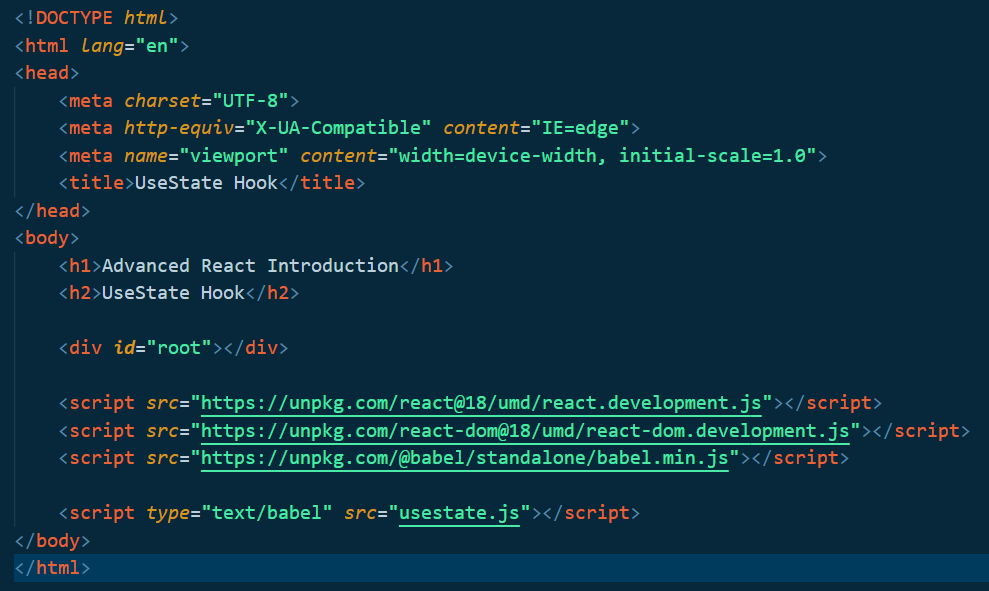 <!DOCTYPE html>
<html lang="en">
<head>
    <meta charset="UTF-8">
    <meta http-equiv="X-UA-Compatible" content="IE=edge">
    <meta name="viewport" content="width=device-width, initial-scale=1.0">
    <title>UseState Hook</title>
</head>
<body>
    <h1>Advanced React Introduction</h1>
    <h2>UseState Hook</h2>

    <div id="root"></div>

    <script src="https://unpkg.com/react@18/umd/react.development.js"></script>
    <script src="https://unpkg.com/react-dom@18/umd/react-dom.development.js"></script>
    <script src="https://unpkg.com/@babel/standalone/babel.min.js"></script>

    <script type="text/babel" src="usestate.js"></script>
</body>
</html>